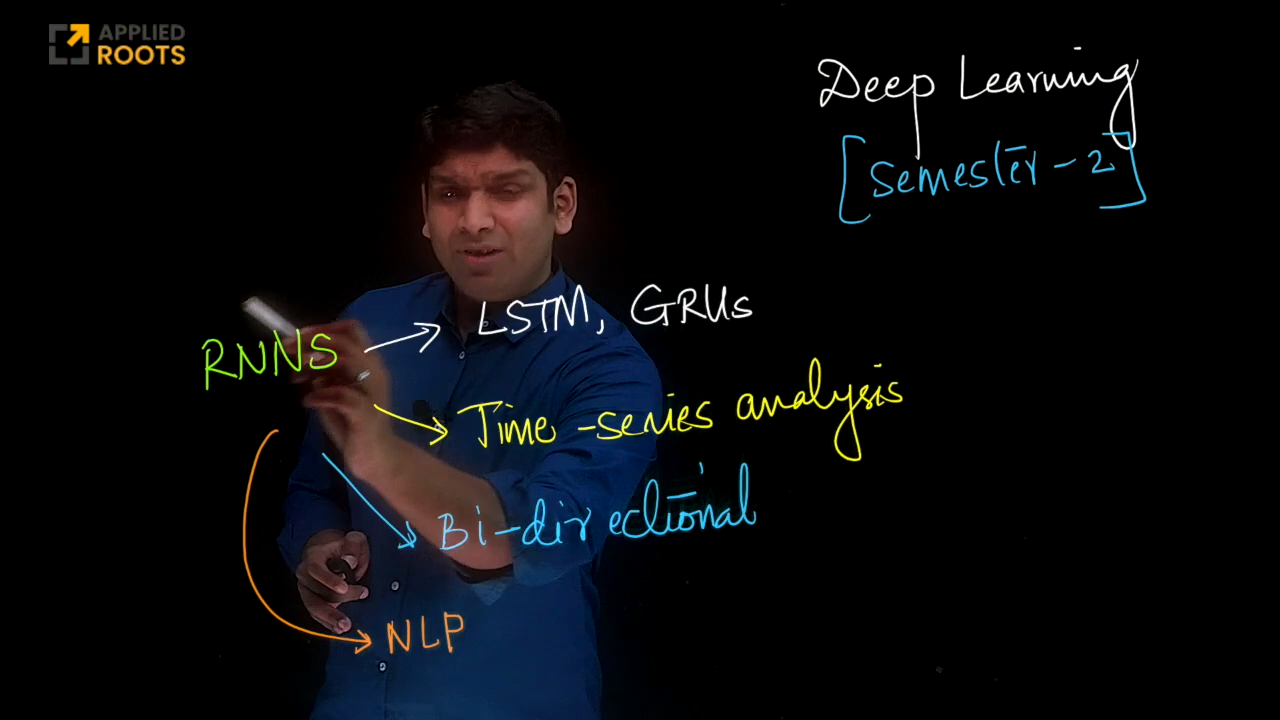 APPLIED
ROOTS
Deep Learning
[Semester - 2]
RNNs
LSTM, GRUs
Time-series analysis
Bi-directional
NLP